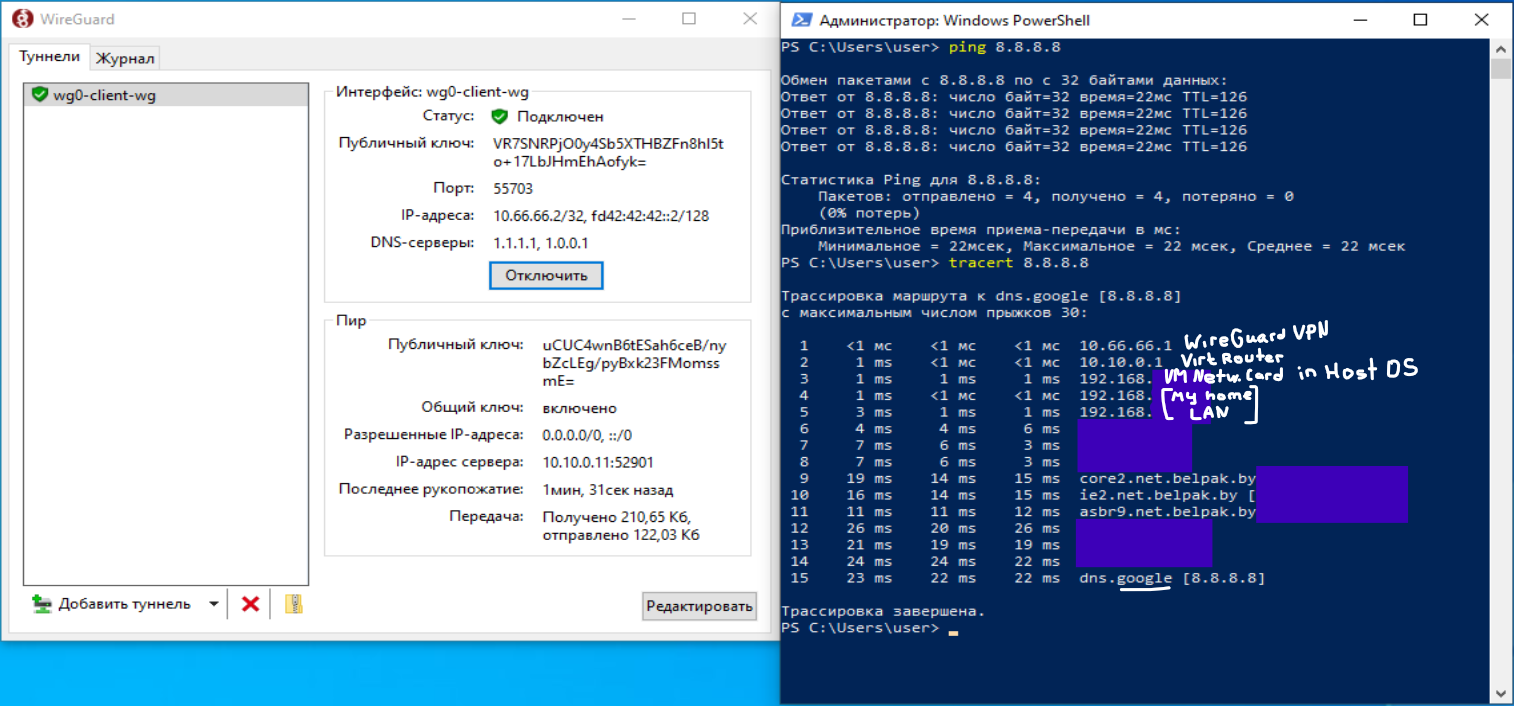 WireGuard
Туннели
Журнал
wg0-client-wg
Интерфейс: wg0-client-wg
Статус: Подключен
Публичный ключ: VR7SNRPjO0y4Sb5XTHBZFn8hI5t
o+17LbJHmEhAofyk=
Порт: 55703
IP-адреса: 10.66.66.2/32, fd42:42:42::2/128
DNS-серверы: 1.1.1.1, 1.0.0.1
Отключить
Пир
Публичный ключ: uCUC4wnB6tESah6ceB/ny
bZcLEg/pyBxk23FMomss
mE=
Общий ключ: включено
Разрешенные IP-адреса: 0.0.0.0/0, ::/0
IP-адрес сервера: 10.10.0.11:52901
Последнее рукопожатие: 1мин, 31сек назад
Передача: Получено 210,65 Кб,
отправлено 122,03 Кб
Добавить туннель
Редактировать
Администратор: Windows PowerShell
PS C:\Users\user> ping 8.8.8.8
Обмен пакетами с 8.8.8.8 по с 32 байтами данных:
Ответ от 8.8.8.8: число байт=32 время=22мс TTL=126
Ответ от 8.8.8.8: число байт=32 время=22мс TTL=126
Ответ от 8.8.8.8: число байт=32 время=22мс TTL=126
Ответ от 8.8.8.8: число байт=32 время=22мс TTL=126
Статистика Ping для 8.8.8.8:
Пакетов: отправлено = 4, получено = 4, потеряно = 0
(0% потерь)
Приблизительное время приема-передачи в мс:
Минимальное = 22мсек, Максимальное = 22 мсек, Среднее = 22 мсек
PS C:\Users\user> tracert 8.8.8.8
Трассировка маршрута к dns.google [8.8.8.8]
с максимальным числом прыжков 30:
1 <1 мс <1 мс <1 мс 10.66.66.1 WireGuard VPN
2 1 ms <1 мс <1 мс 10.10.0.1 Virt Router
3 1 ms 1 ms 1 ms 192.168. VM Netw. Card in Host OS
4 1 ms <1 мс <1 мс 192.168. [My home
5 3 ms 1 ms 1 ms 192.168. LAN]
6 4 ms 4 ms 6 ms
7 7 ms 6 ms 3 ms
8 7 ms 6 ms 3 ms
9 19 ms 14 ms 15 ms core2.net.belpak.by
10 16 ms 14 ms 15 ms ie2.net.belpak.by [
11 11 ms 11 ms 12 ms asbr9.net.belpak.by
12 26 ms 20 ms 26 ms
13 21 ms 19 ms 19 ms
14 24 ms 24 ms 22 ms
15 23 ms 22 ms 22 ms dns.google [8.8.8.8]
Трассировка завершена.
PS C:\Users\user>